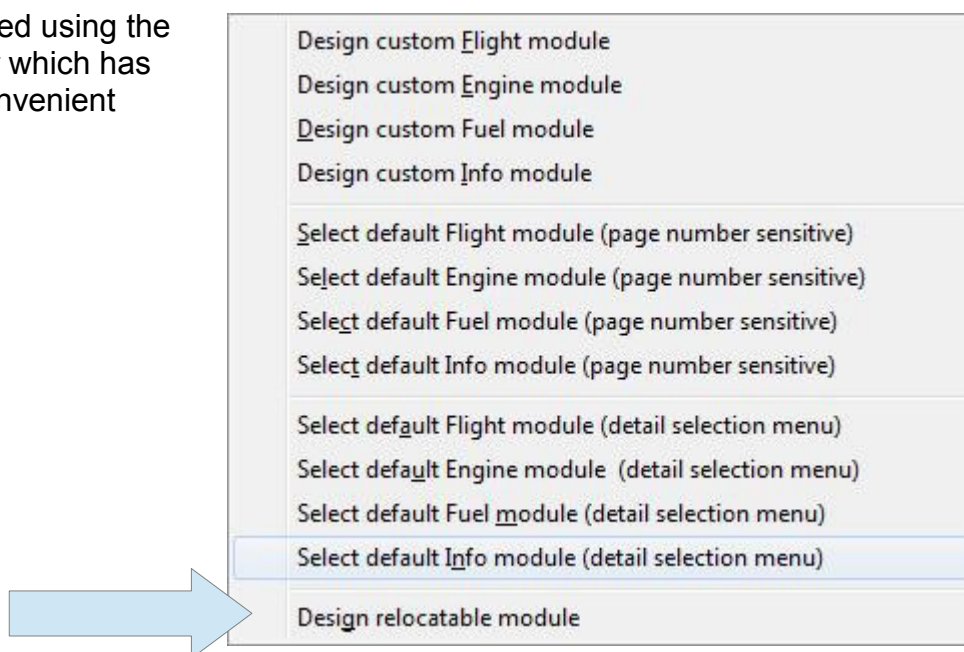 ed using the
which has
nvenient
Design custom Flight module
Design custom Engine module
Design custom Fuel module
Design custom Info module
Select default Flight module (page number sensitive)
Select default Engine module (page number sensitive)
Select default Fuel module (page number sensitive)
Select default Info module (page number sensitive)
Select default Flight module (detail selection menu)
Select default Engine module  (detail selection menu)
Select default Fuel module (detail selection menu)
Select default Info module (detail selection menu)
Design relocatable module